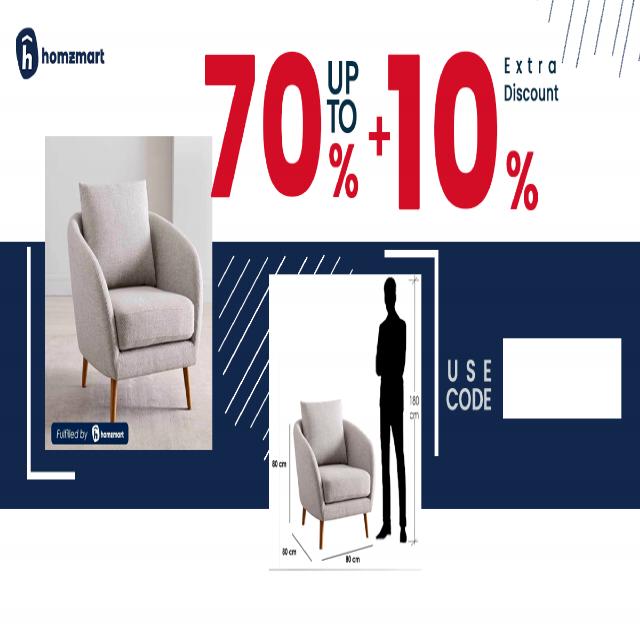 homzmart
70 UP TO % + 10 %
Extra
Discount
Fulfilled by homzmart
USE
CODE
180
cm
80 cm
80 cm
80 cm